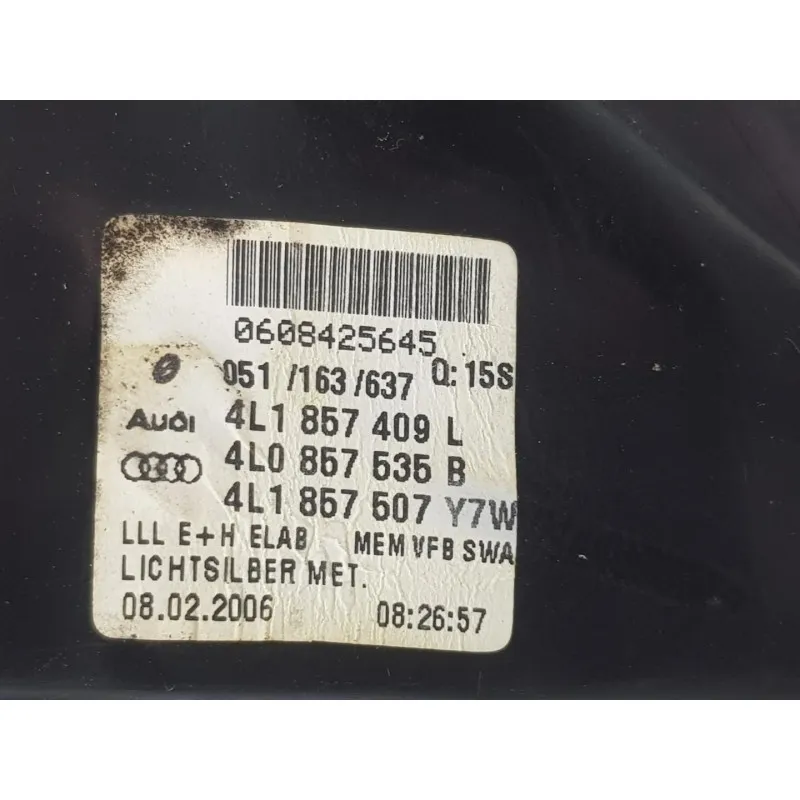 0608425645
051 /163/637 Q:15S
Audi 4L1 857 409 L
4L0 857 535 B
4L1 857 507 Y7W
LLL E+H ELAB MEM VFB SWA
LICHTSILBER MET.
08.02.2006 08:26:57